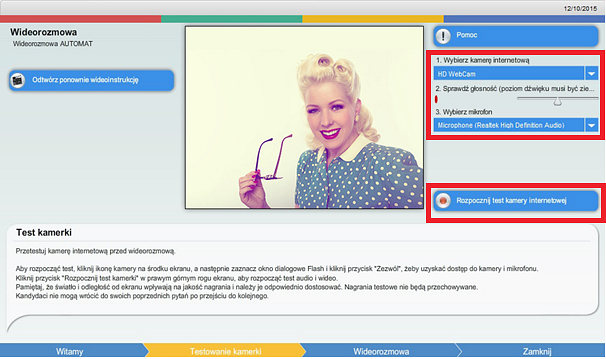 12/10/2015
Wideorozmowa
Wideorozmowa AUTOMAT
Odtwórz ponownie wideoinstrukcję
Pomoc
1. Wybierz kamerę internetową
HD WebCam
2. Sprawdź głosność (poziom dźwięku musi być zie...
3. Wybierz mikrofon
Microphone (Realtek High Definition Audio)
Rozpocznij test kamery internetowej
Test kamerki
Przetestuj kamerę internetową przed wideorozmową.
Aby rozpocząć test, kliknij ikonę kamery na środku ekranu, a następnie zaznacz okno dialogowe Flash i kliknij przycisk "Zezwól", żeby uzyskać dostęp do kamery i mikrofonu.
Kliknij przycisk "Rozpocznij test kamerki" w prawym górnym rogu ekranu, aby rozpocząć test audio i wideo.
Pamiętaj, że światło i odległość od ekranu wpływają na jakość nagrania i należy je odpowiednio dostosować. Nagrania testowe nie będą przechowywane.
Kandydaci nie mogą wrócić do swoich poprzednich pytań po przejściu do kolejnego.
Witamy
Testowanie kamerki
Wideorozmowa
Zamknij